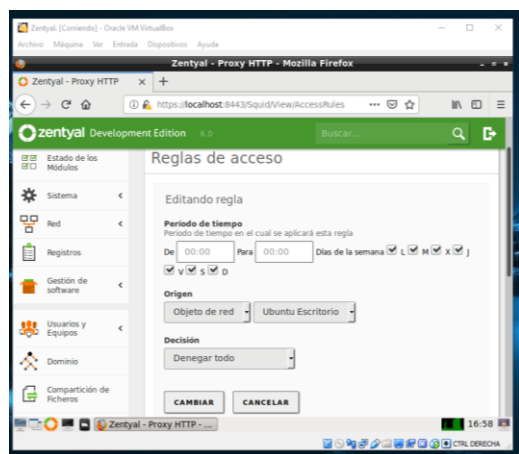 Zentyal. [Corriendo] - Oracle VM VirtualBox
Archivo Máquina Ver Entrada Dispositivos Ayuda
Zentyal - Proxy HTTP - Mozilla Firefox
Zentyal - Proxy HTTP
https://localhost:8443/Squid/View/AccessRules
zentyal Development Edition 6.0 Buscar...
Estado de los
Módulos
Sistema
Red
Registros
Gestión de
software
Usuarios y
Equipos
Dominio
Compartición de
Ficheros
Reglas de acceso
Editando regla
Período de tiempo
Periodo de tiempo en el cual se aplicará esta regla
De 00:00 Para 00:00 Días de la semana L M X J
V S D
Origen
Objeto de red Ubuntu Escritorio
Decisión
Denegar todo
CAMBIAR CANCELAR
Zentyal - Proxy HTTP - ... 16:58
CTRL DERECHA